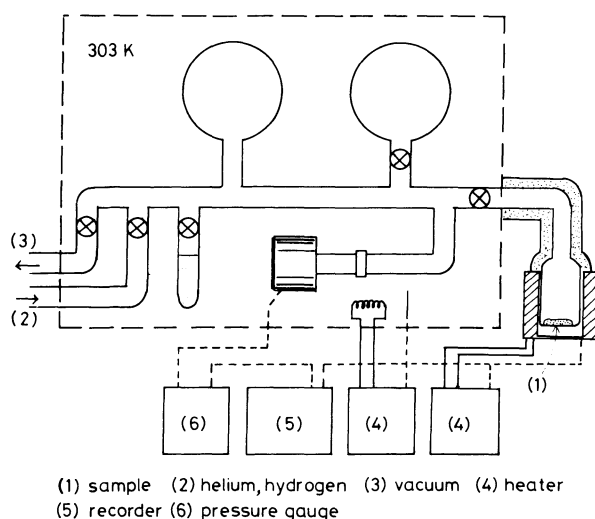 303 K
(3)
(2)
(1)
(6)
(5)
(4)
(4)
(1) sample (2) helium, hydrogen (3) vacuum (4) heater
(5) recorder (6) pressure gauge